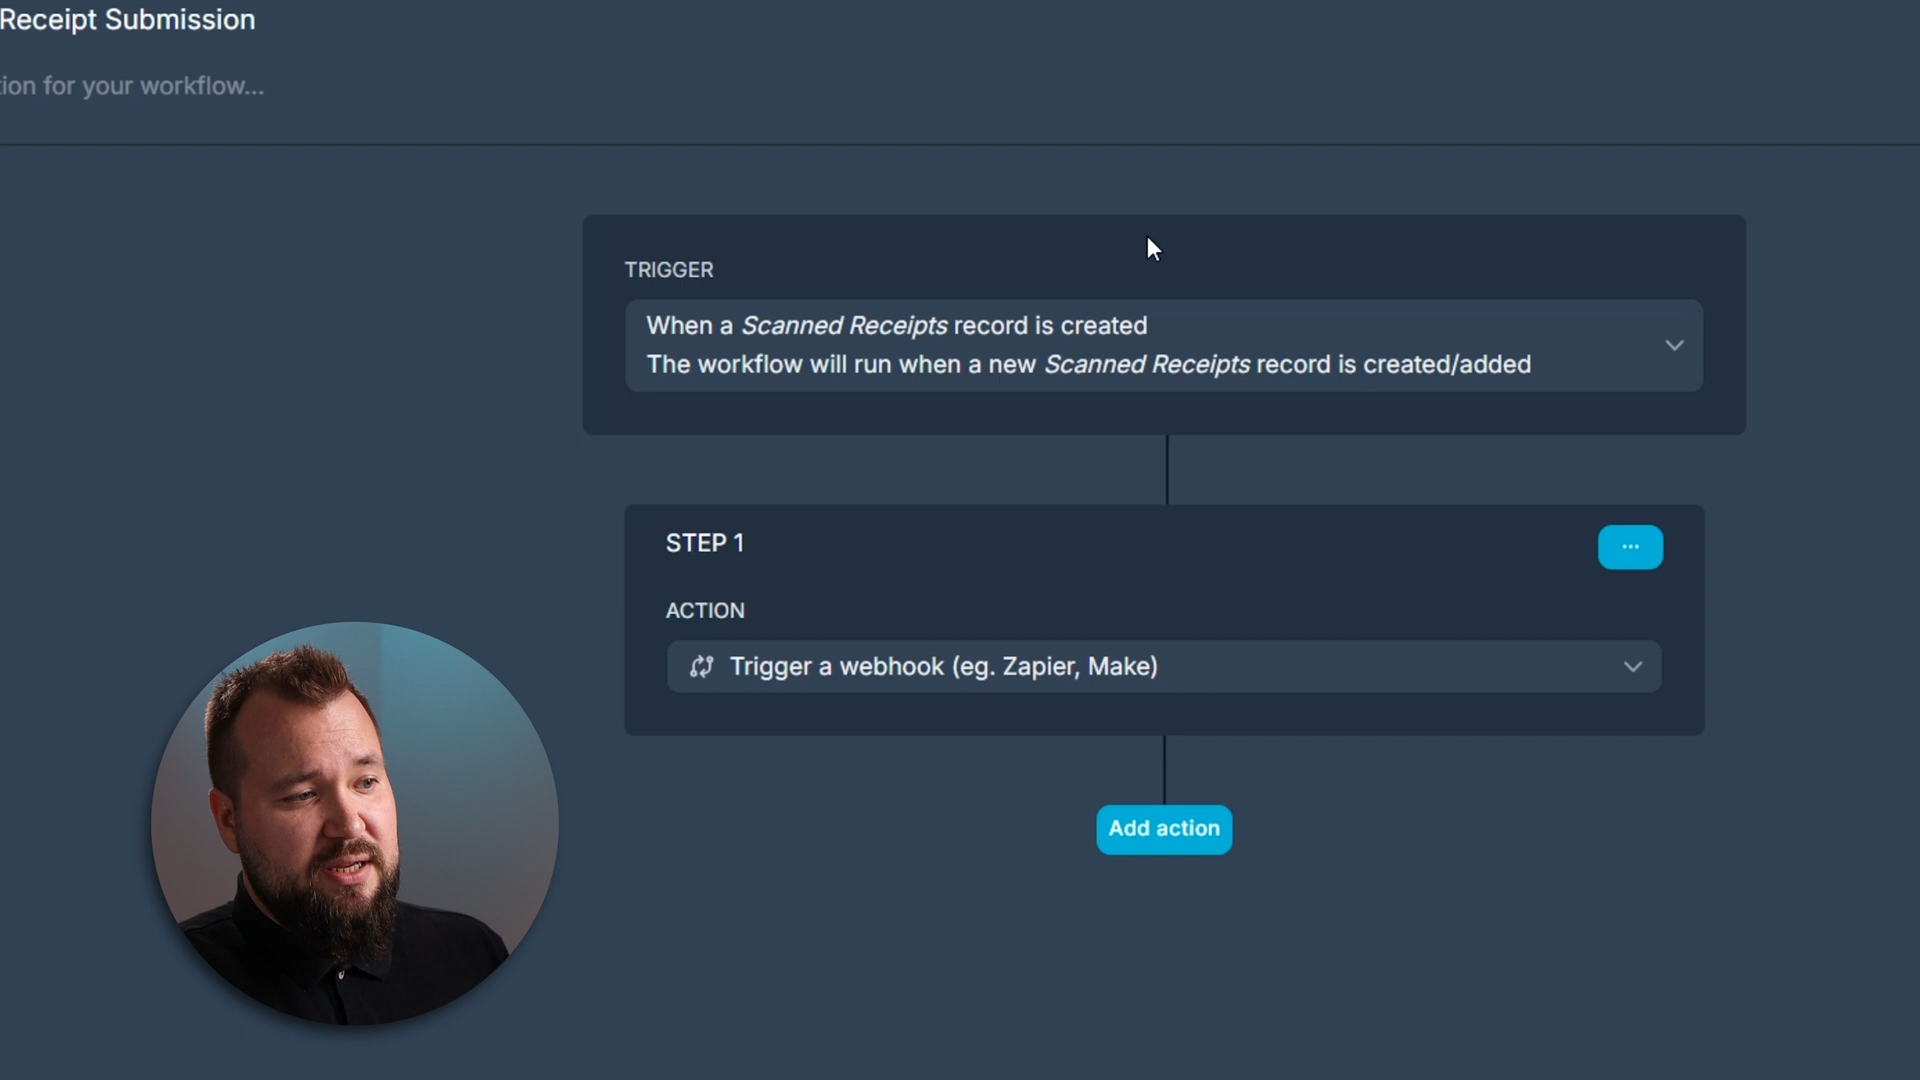 Receipt Submission
tion for your workflow...
TRIGGER
When a Scanned Receipts record is created
The workflow will run when a new Scanned Receipts record is created/added
STEP 1
...
ACTION
Trigger a webhook (eg. Zapier, Make)
Add action